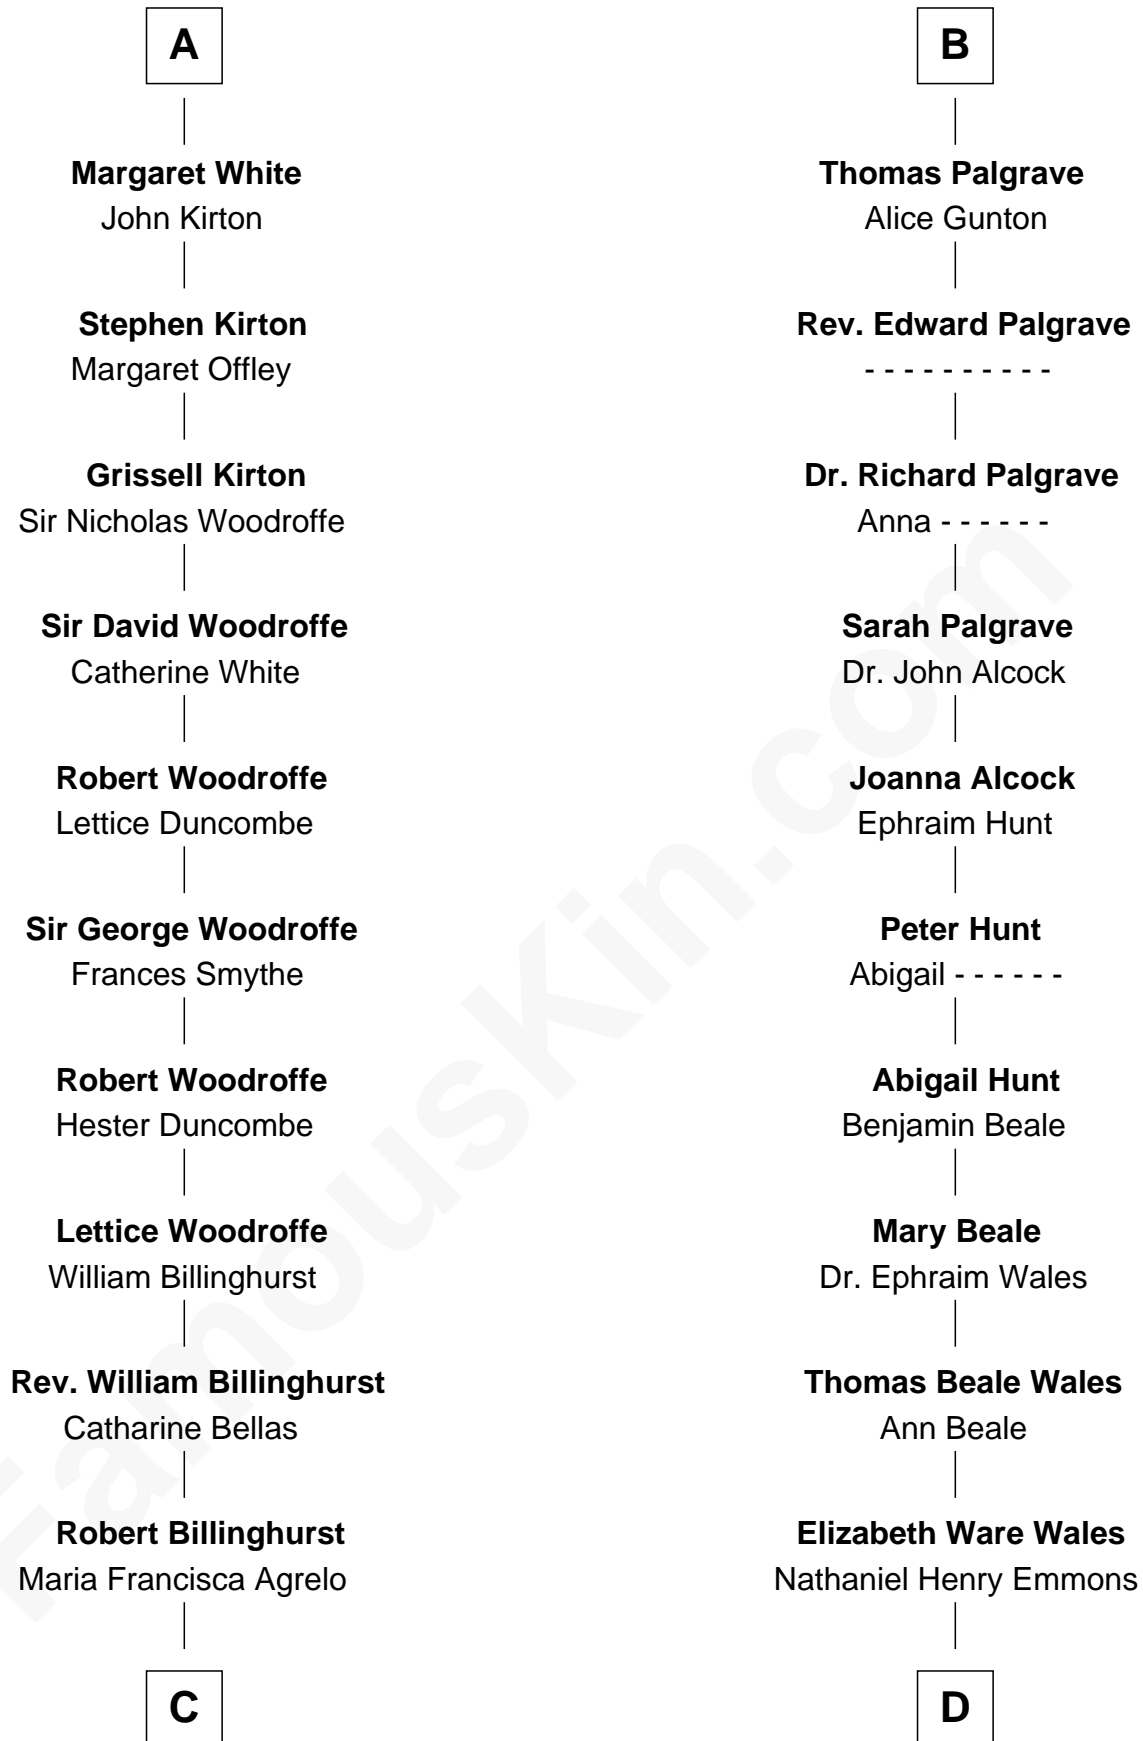 A
Margaret White
John Kirton
Stephen Kirton
Margaret Offley
Grissell Kirton
Sir Nicholas Woodroffe
Sir David Woodroffe
Catherine White
Robert Woodroffe
Lettice Duncombe
Sir George Woodroffe
Frances Smythe
Robert Woodroffe
Hester Duncombe
Lettice Woodroffe
William Billinghurst
Rev. William Billinghurst
Catharine Bellas
Robert Billinghurst
Maria Francisca Agrelo
C
B
Thomas Palgrave
Alice Gunton
Rev. Edward Palgrave
- - - - - - - - - -
Dr. Richard Palgrave
Anna - - - - - -
Sarah Palgrave
Dr. John Alcock
Joanna Alcock
Ephraim Hunt
Peter Hunt
Abigail - - - - - -
Abigail Hunt
Benjamin Beale
Mary Beale
Dr. Ephraim Wales
Thomas Beale Wales
Ann Beale
Elizabeth Ware Wales
Nathaniel Henry Emmons
D
FamousKin.com